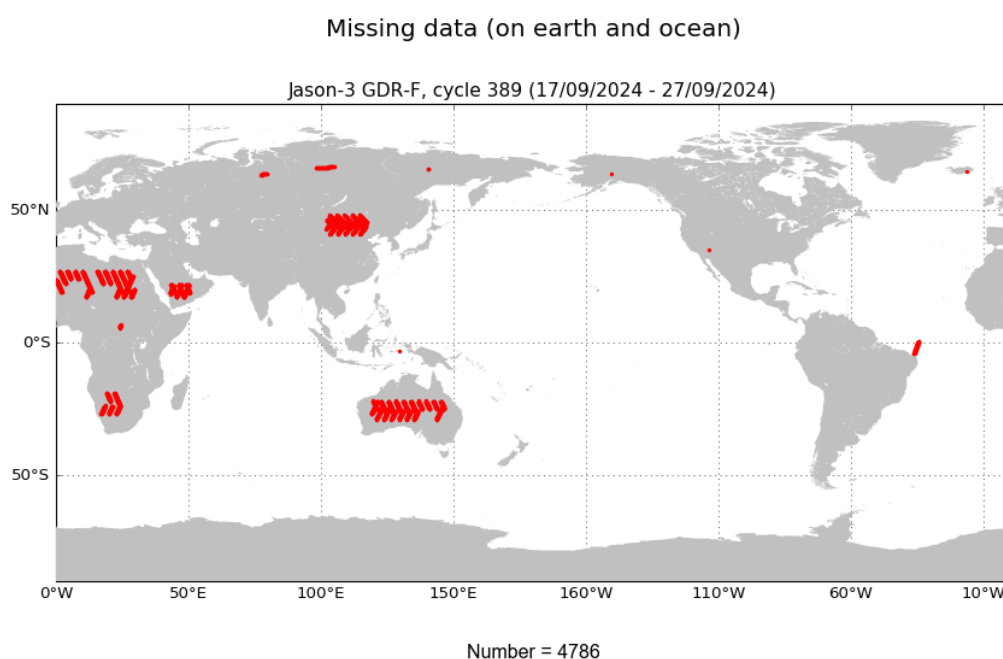 Missing data (on earth and ocean)
Jason-3 GDR-F, cycle 389 (17/09/2024 - 27/09/2024)
50°N
0°S
50°S
0°W 50°E 100°E 150°E 160°W 110°W 60°W 10°W
Number = 4786